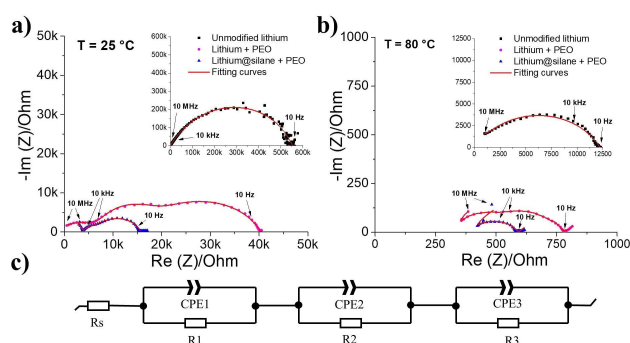 a)
T = 25 °C
-Im (Z)/Ohm
50k
40k
30k
20k
10k
0
0 10k 20k 30k 40k 50k
Re (Z)/Ohm
Unmodified lithium
Lithium + PEO
Lithium@silane + PEO
Fitting curves
600k
500k
400k
300k
200k
100k
0
0 100k 200k 300k 400k 500k 600k
10 MHz
10 kHz
10 Hz
10 MHz
10 kHz
10 Hz
10 Hz
b)
T = 80 °C
-Im (Z)/Ohm
1000
750
500
250
0
0 250 500 750 1000
Re (Z)/Ohm
Unmodified lithium
Lithium + PEO
Lithium@silane + PEO
Fitting curves
12500
10000
7500
5000
2500
0
0 2500 5000 7500 10000 12500
10 MHz
10 kHz
10 Hz
10 MHz
10 kHz
10 Hz
10 Hz
c)
Rs
CPE1
R1
CPE2
R2
CPE3
R3